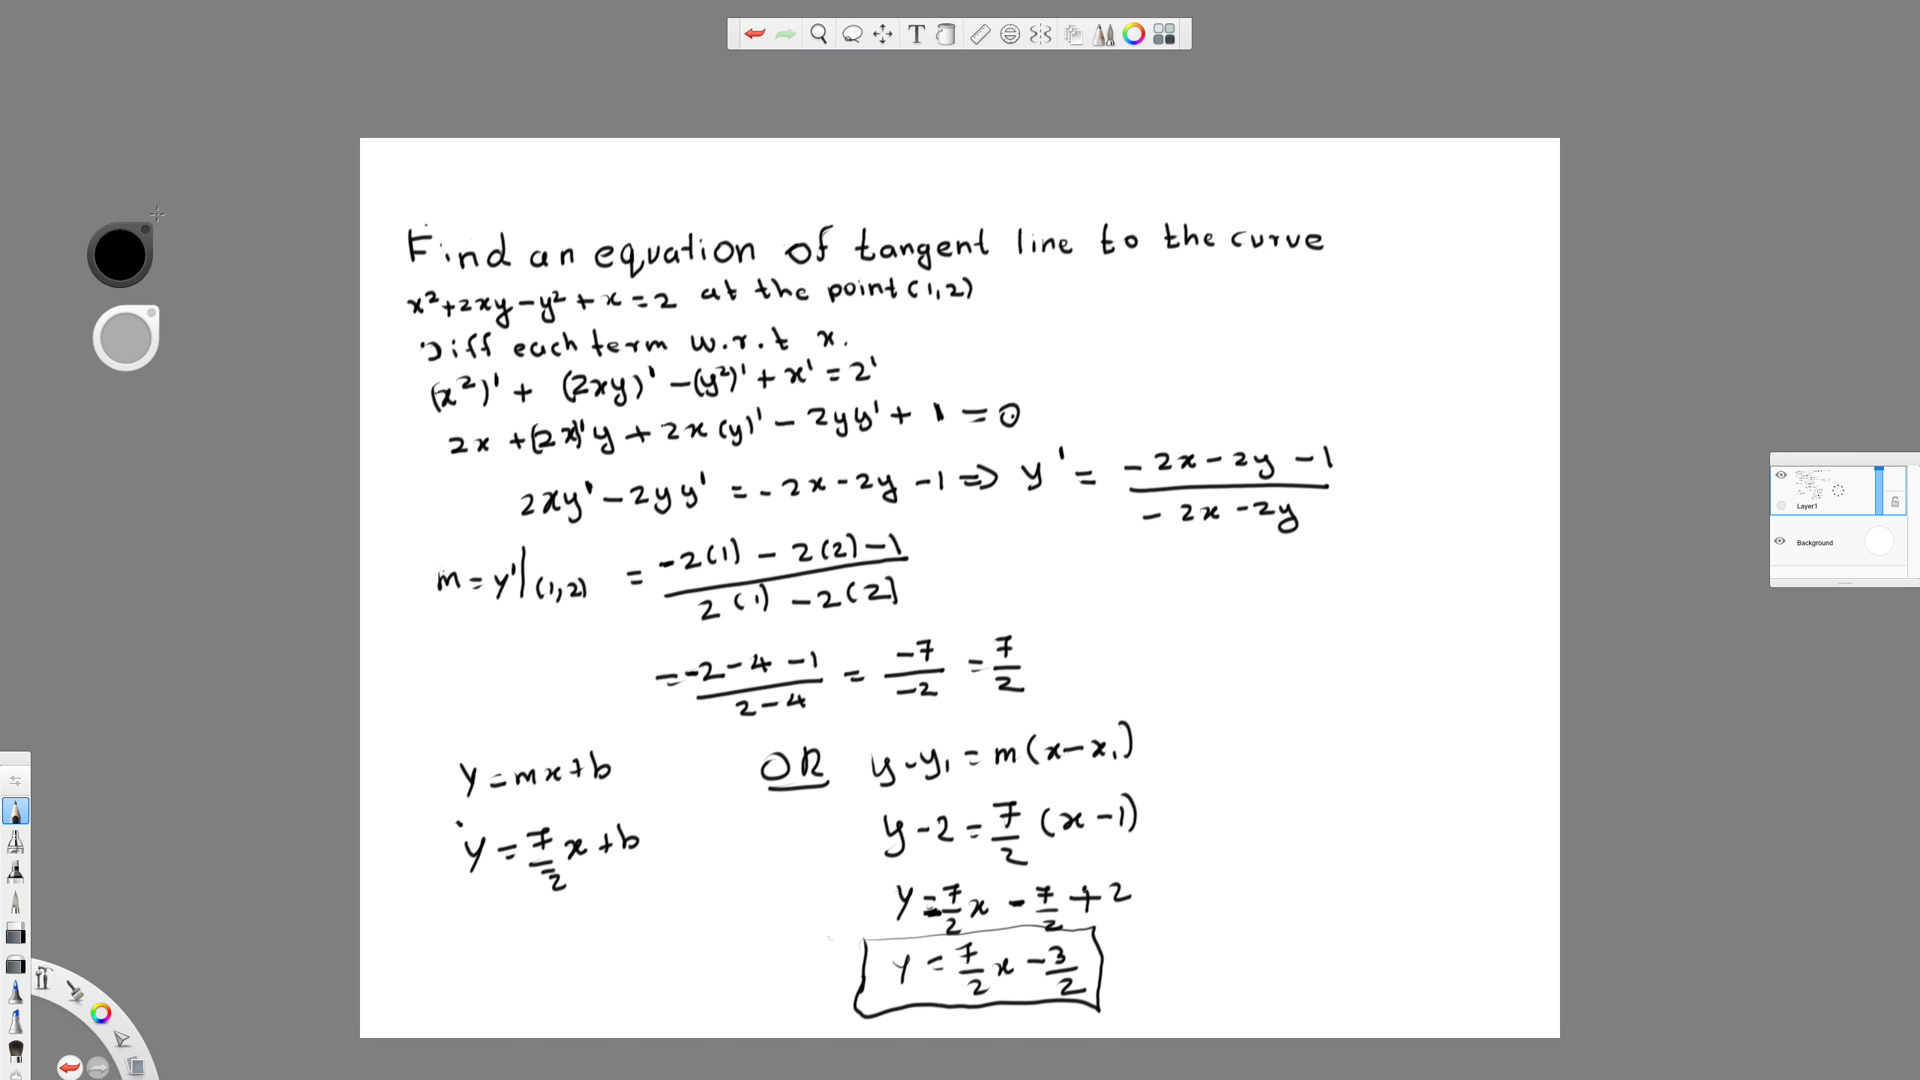 T
Find an equation of tangent line to the curve
x²+2xy-y²+x=2 at the point (1,2)
Diff each term w.r.t x.
(x²)' + (2xy)' - (y²)' + x' = 2'
2x + (2x)'y + 2x(y)' - 2yy' + 1 = 0
2xy' - 2yy' = -2x-2y-1 => y' = (-2x-2y-1)/(-2x-2y)
m = y'|(1,2) = (-2(1) - 2(2)-1)/(2(1) - 2(2])
= (-2-4-1)/(2-4) = -7/-2 = 7/2
y = mx+b OR y-y₁ = m(x-x₁)
y = 7/2 x+b
y-2 = 7/2 (x-1)
y = 7/2 x - 7/2 + 2
y = 7/2 x - 3/2
Layer1
Background